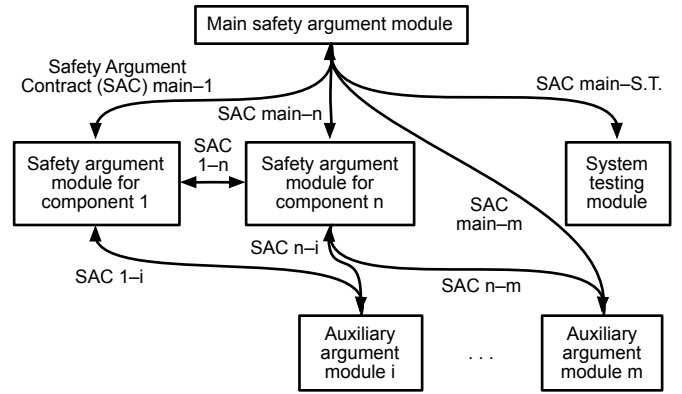 Main safety argument module
Safety Argument
Contract (SAC) main–1
SAC main–n
SAC main–S.T.
SAC
1–n
Safety argument
module for
component 1
Safety argument
module for
component n
System
testing
module
SAC
main–m
SAC 1–i
SAC n–i
SAC n–m
Auxiliary
argument
module i
. . .
Auxiliary
argument
module m